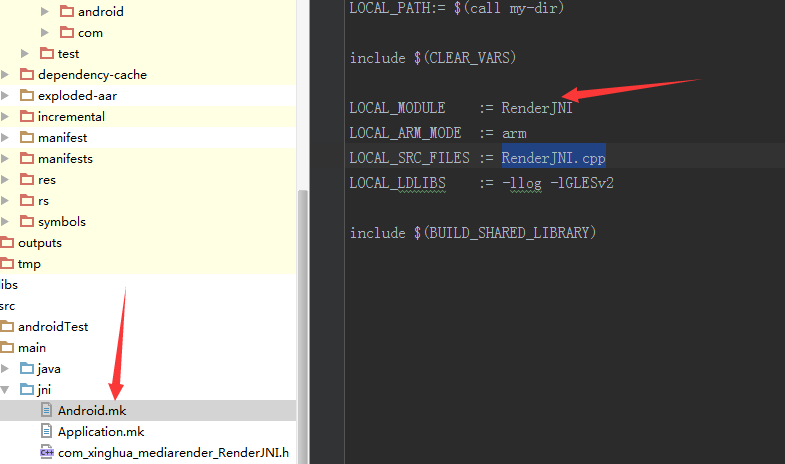 android
com
test
dependency-cache
exploded-aar
incremental
manifest
manifests
res
rs
symbols
outputs
tmp
libs
src
androidTest
main
java
jni
Android.mk
Application.mk
com_xinghua_mediarender_RenderJNI.h
LOCAL_PATH:= $(call my-dir)
include $(CLEAR_VARS)
LOCAL_MODULE := RenderJNI
LOCAL_ARM_MODE := arm
LOCAL_SRC_FILES := RenderJNI.cpp
LOCAL_LDLIBS := -llog -lGLESv2
include $(BUILD_SHARED_LIBRARY)